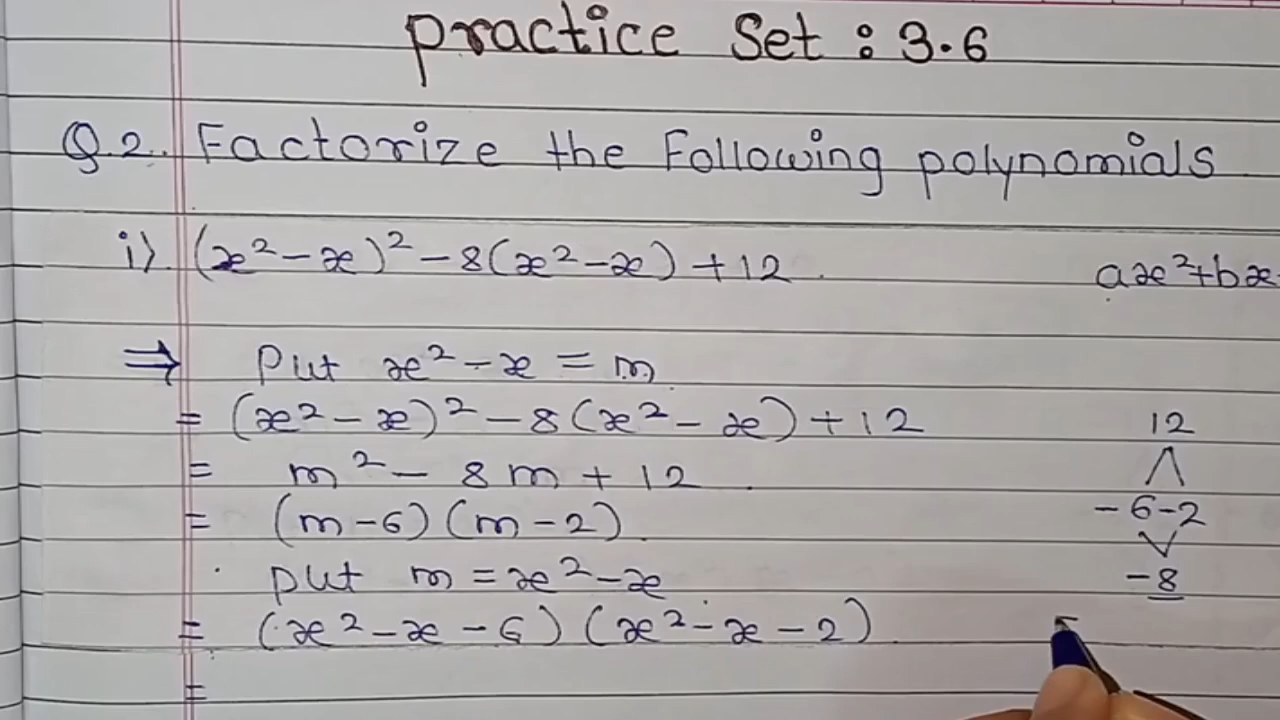 Practice Set : 3.6
Q.2. Factorize the Following polynomials
i) (x² - x)² - 8(x² - x) + 12
ax² + bx
⇒ Put x² - x = m
= (x² - x)² - 8(x² - x) + 12
12
= m² - 8m + 12
= (m - 6) (m - 2)
-6 -2
Put m = x² - x
-8
= (x² - x - 6) (x² - x - 2)
=